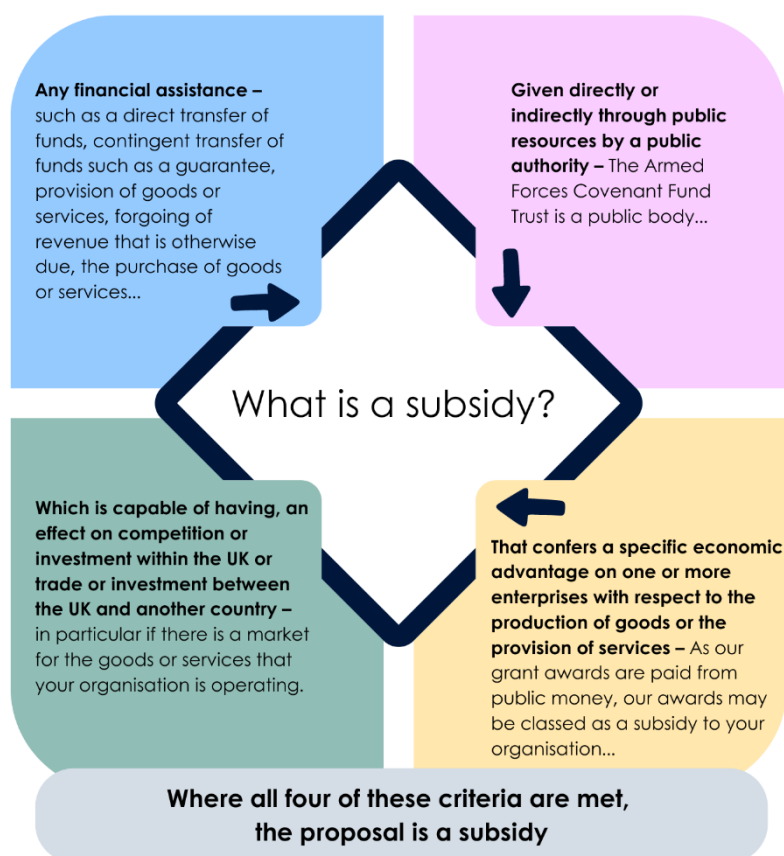 Any financial assistance –
such as a direct transfer of
funds, contingent transfer of
funds such as a guarantee,
provision of goods or
services, forgoing of
revenue that is otherwise
due, the purchase of goods
or services...
Given directly or
indirectly through public
resources by a public
authority – The Armed
Forces Covenant Fund
Trust is a public body...
What is a subsidy?
That confers a specific economic
advantage on one or more
enterprises with respect to the
production of goods or the
provision of services – As our
grant awards are paid from
public money, our awards may
be classed as a subsidy to your
organisation...
Which is capable of having, an
effect on competition or
investment within the UK or
trade or investment between
the UK and another country –
in particular if there is a market
for the goods or services that
your organisation is operating.
Where all four of these criteria are met,
the proposal is a subsidy